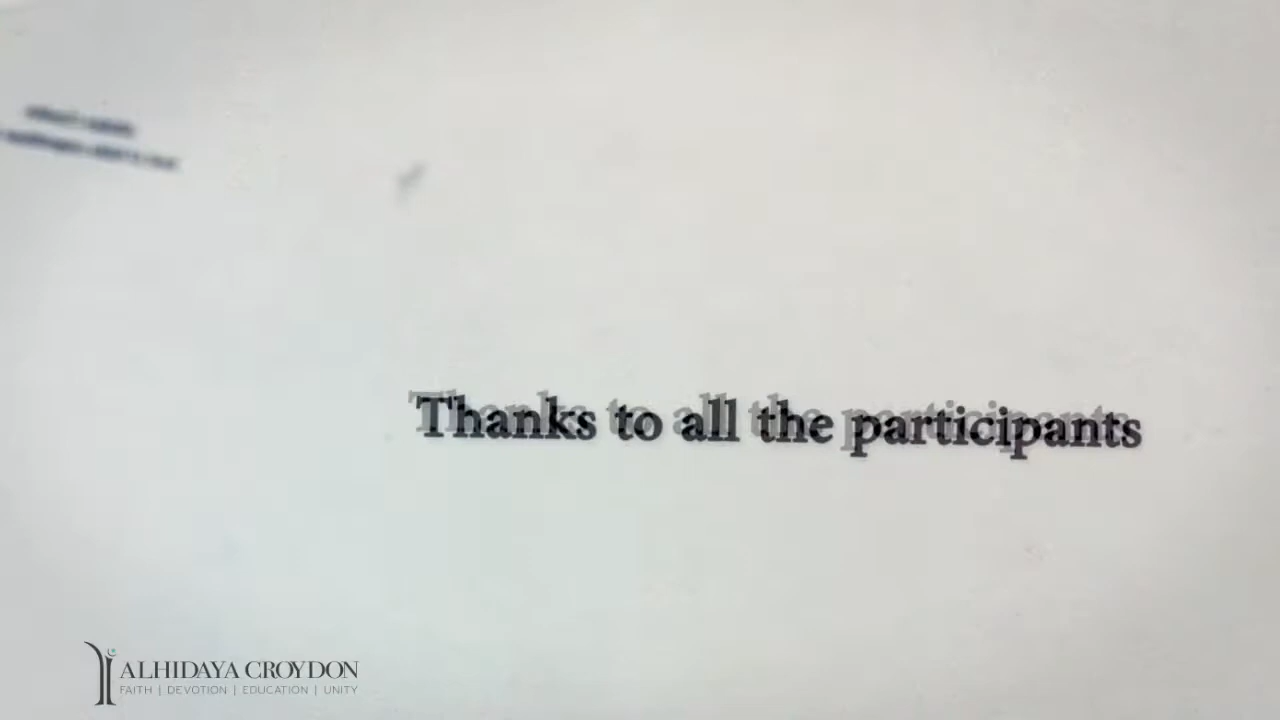 Thanks to all the participants
ALHIDAYA CROYDON
FAITH | DEVOTION | EDUCATION | UNITY